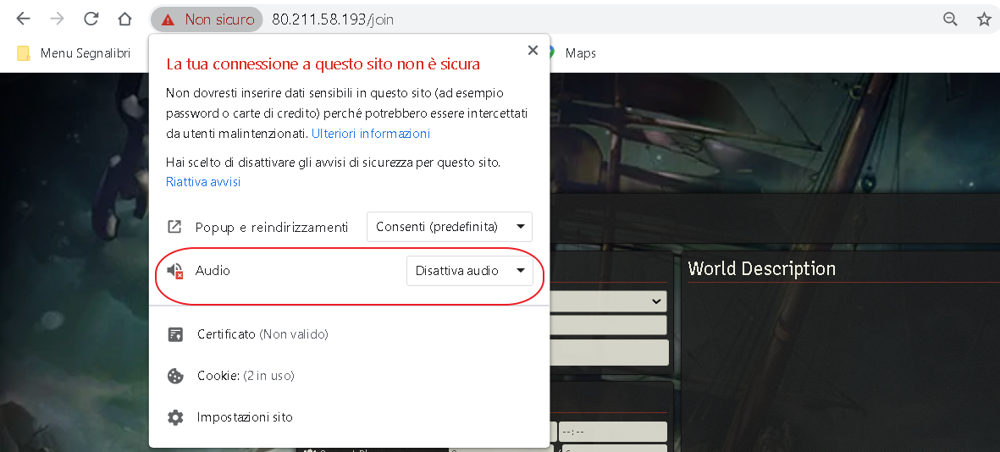 Non sicuro 80.211.58.193/join
Menu Segnalibri
Maps
La tua connessione a questo sito non è sicura
Non dovresti inserire dati sensibili in questo sito (ad esempio
password o carte di credito) perché potrebbero essere intercettati
da utenti malintenzionati. Ulteriori informazioni
Hai scelto di disattivare gli avvisi di sicurezza per questo sito.
Riattiva avvisi
Popup e reindirizzamenti Consenti (predefinita)
Audio Disattiva audio
World Description
Certificato (Non valido)
Cookie: (2 in uso)
Impostazioni sito
--:--